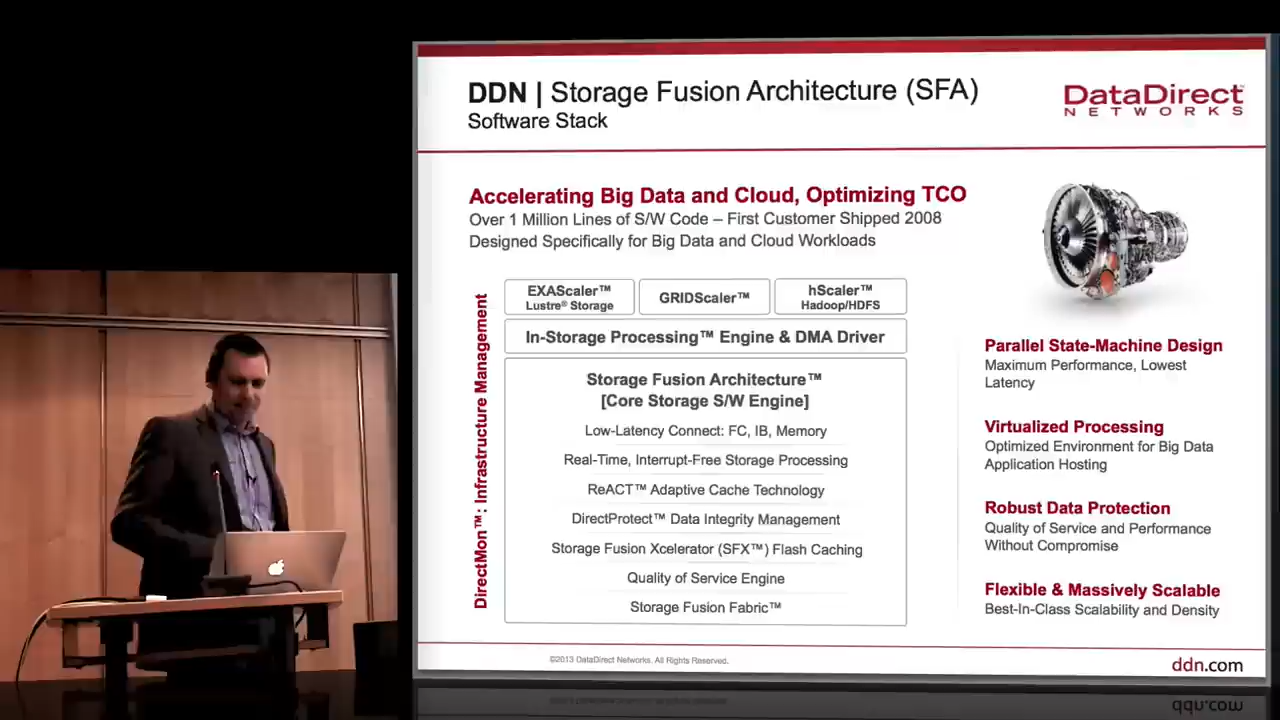 DDN | Storage Fusion Architecture (SFA)
Software Stack
DataDirect™
NETWORKS
Accelerating Big Data and Cloud, Optimizing TCO
Over 1 Million Lines of S/W Code – First Customer Shipped 2008
Designed Specifically for Big Data and Cloud Workloads
DirectMon™: Infrastructure Management
EXAScaler™
Lustre® Storage
GRIDScaler™
hScaler™
Hadoop/HDFS
In-Storage Processing™ Engine & DMA Driver
Storage Fusion Architecture™
[Core Storage S/W Engine]
Low-Latency Connect: FC, IB, Memory
Real-Time, Interrupt-Free Storage Processing
ReACT™ Adaptive Cache Technology
DirectProtect™ Data Integrity Management
Storage Fusion Xcelerator (SFX™) Flash Caching
Quality of Service Engine
Storage Fusion Fabric™
Parallel State-Machine Design
Maximum Performance, Lowest
Latency
Virtualized Processing
Optimized Environment for Big Data
Application Hosting
Robust Data Protection
Quality of Service and Performance
Without Compromise
Flexible & Massively Scalable
Best-In-Class Scalability and Density
©2013 DataDirect Networks. All Rights Reserved.
ddn.com